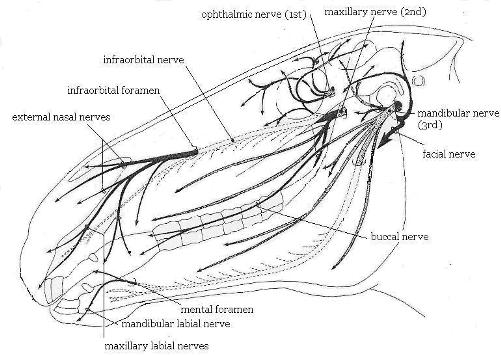 ophthalmic nerve (1st)
maxillary nerve (2nd)
infraorbital nerve
infraorbital foramen
external nasal nerves
mandibular nerve
(3rd)
facial nerve
buccal nerve
mental foramen
mandibular labial nerve
maxillary labial nerves